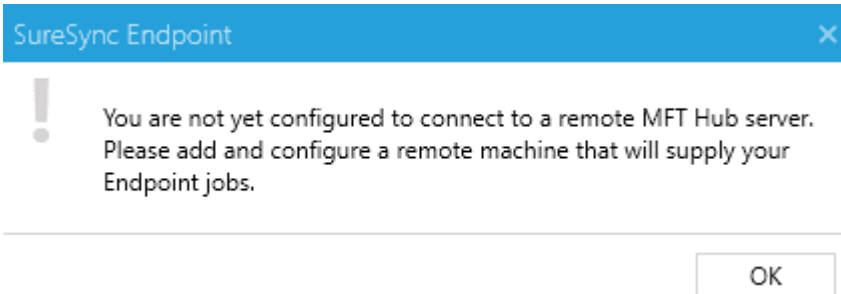 SureSync Endpoint
You are not yet configured to connect to a remote MFT Hub server.
Please add and configure a remote machine that will supply your
Endpoint jobs.
OK